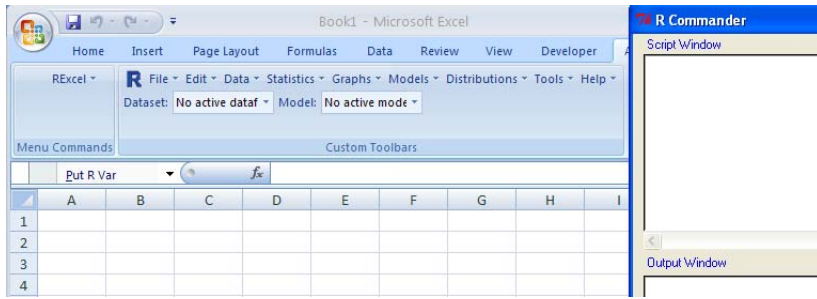 Book1 - Microsoft Excel
Home Insert Page Layout Formulas Data Review View Developer
RExcel R File Edit Data Statistics Graphs Models Distributions Tools Help
Dataset: No active dataf Model: No active mode
Menu Commands Custom Toolbars
Put R Var fx
A B C D E F G H I
1
2
3
4
R Commander
Script Window
Output Window